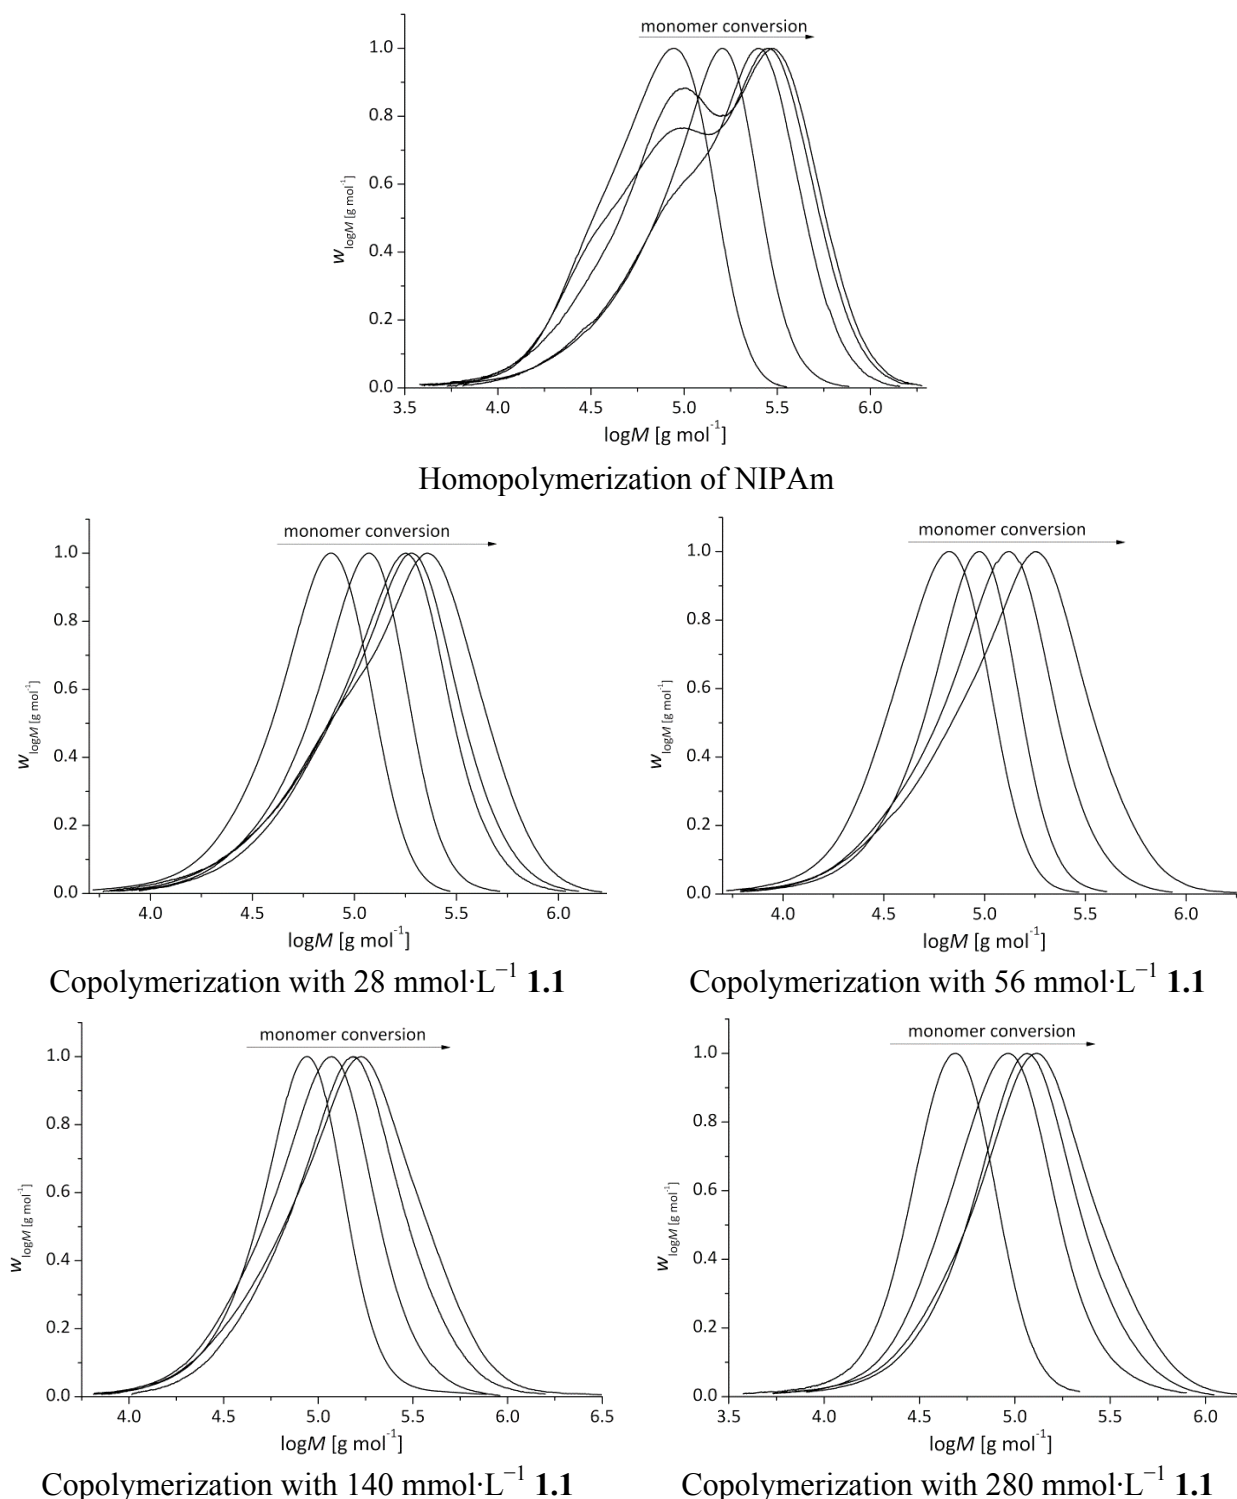 monomer conversion
1.0
0.8
0.6
0.4
0.2
0.0
w logM [g mol⁻¹]
3.5 4.0 4.5 5.0 5.5 6.0
logM [g mol⁻¹]
Homopolymerization of NIPAm
monomer conversion
1.0
0.8
0.6
0.4
0.2
0.0
w logM [g mol⁻¹]
4.0 4.5 5.0 5.5 6.0
logM [g mol⁻¹]
Copolymerization with 28 mmol·L⁻¹ 1.1
monomer conversion
1.0
0.8
0.6
0.4
0.2
0.0
w logM [g mol⁻¹]
4.0 4.5 5.0 5.5 6.0
logM [g mol⁻¹]
Copolymerization with 56 mmol·L⁻¹ 1.1
monomer conversion
1.0
0.8
0.6
0.4
0.2
0.0
w logM [g mol⁻¹]
4.0 4.5 5.0 5.5 6.0 6.5
logM [g mol⁻¹]
Copolymerization with 140 mmol·L⁻¹ 1.1
monomer conversion
1.0
0.8
0.6
0.4
0.2
0.0
w logM [g mol⁻¹]
3.5 4.0 4.5 5.0 5.5 6.0
logM [g mol⁻¹]
Copolymerization with 280 mmol·L⁻¹ 1.1